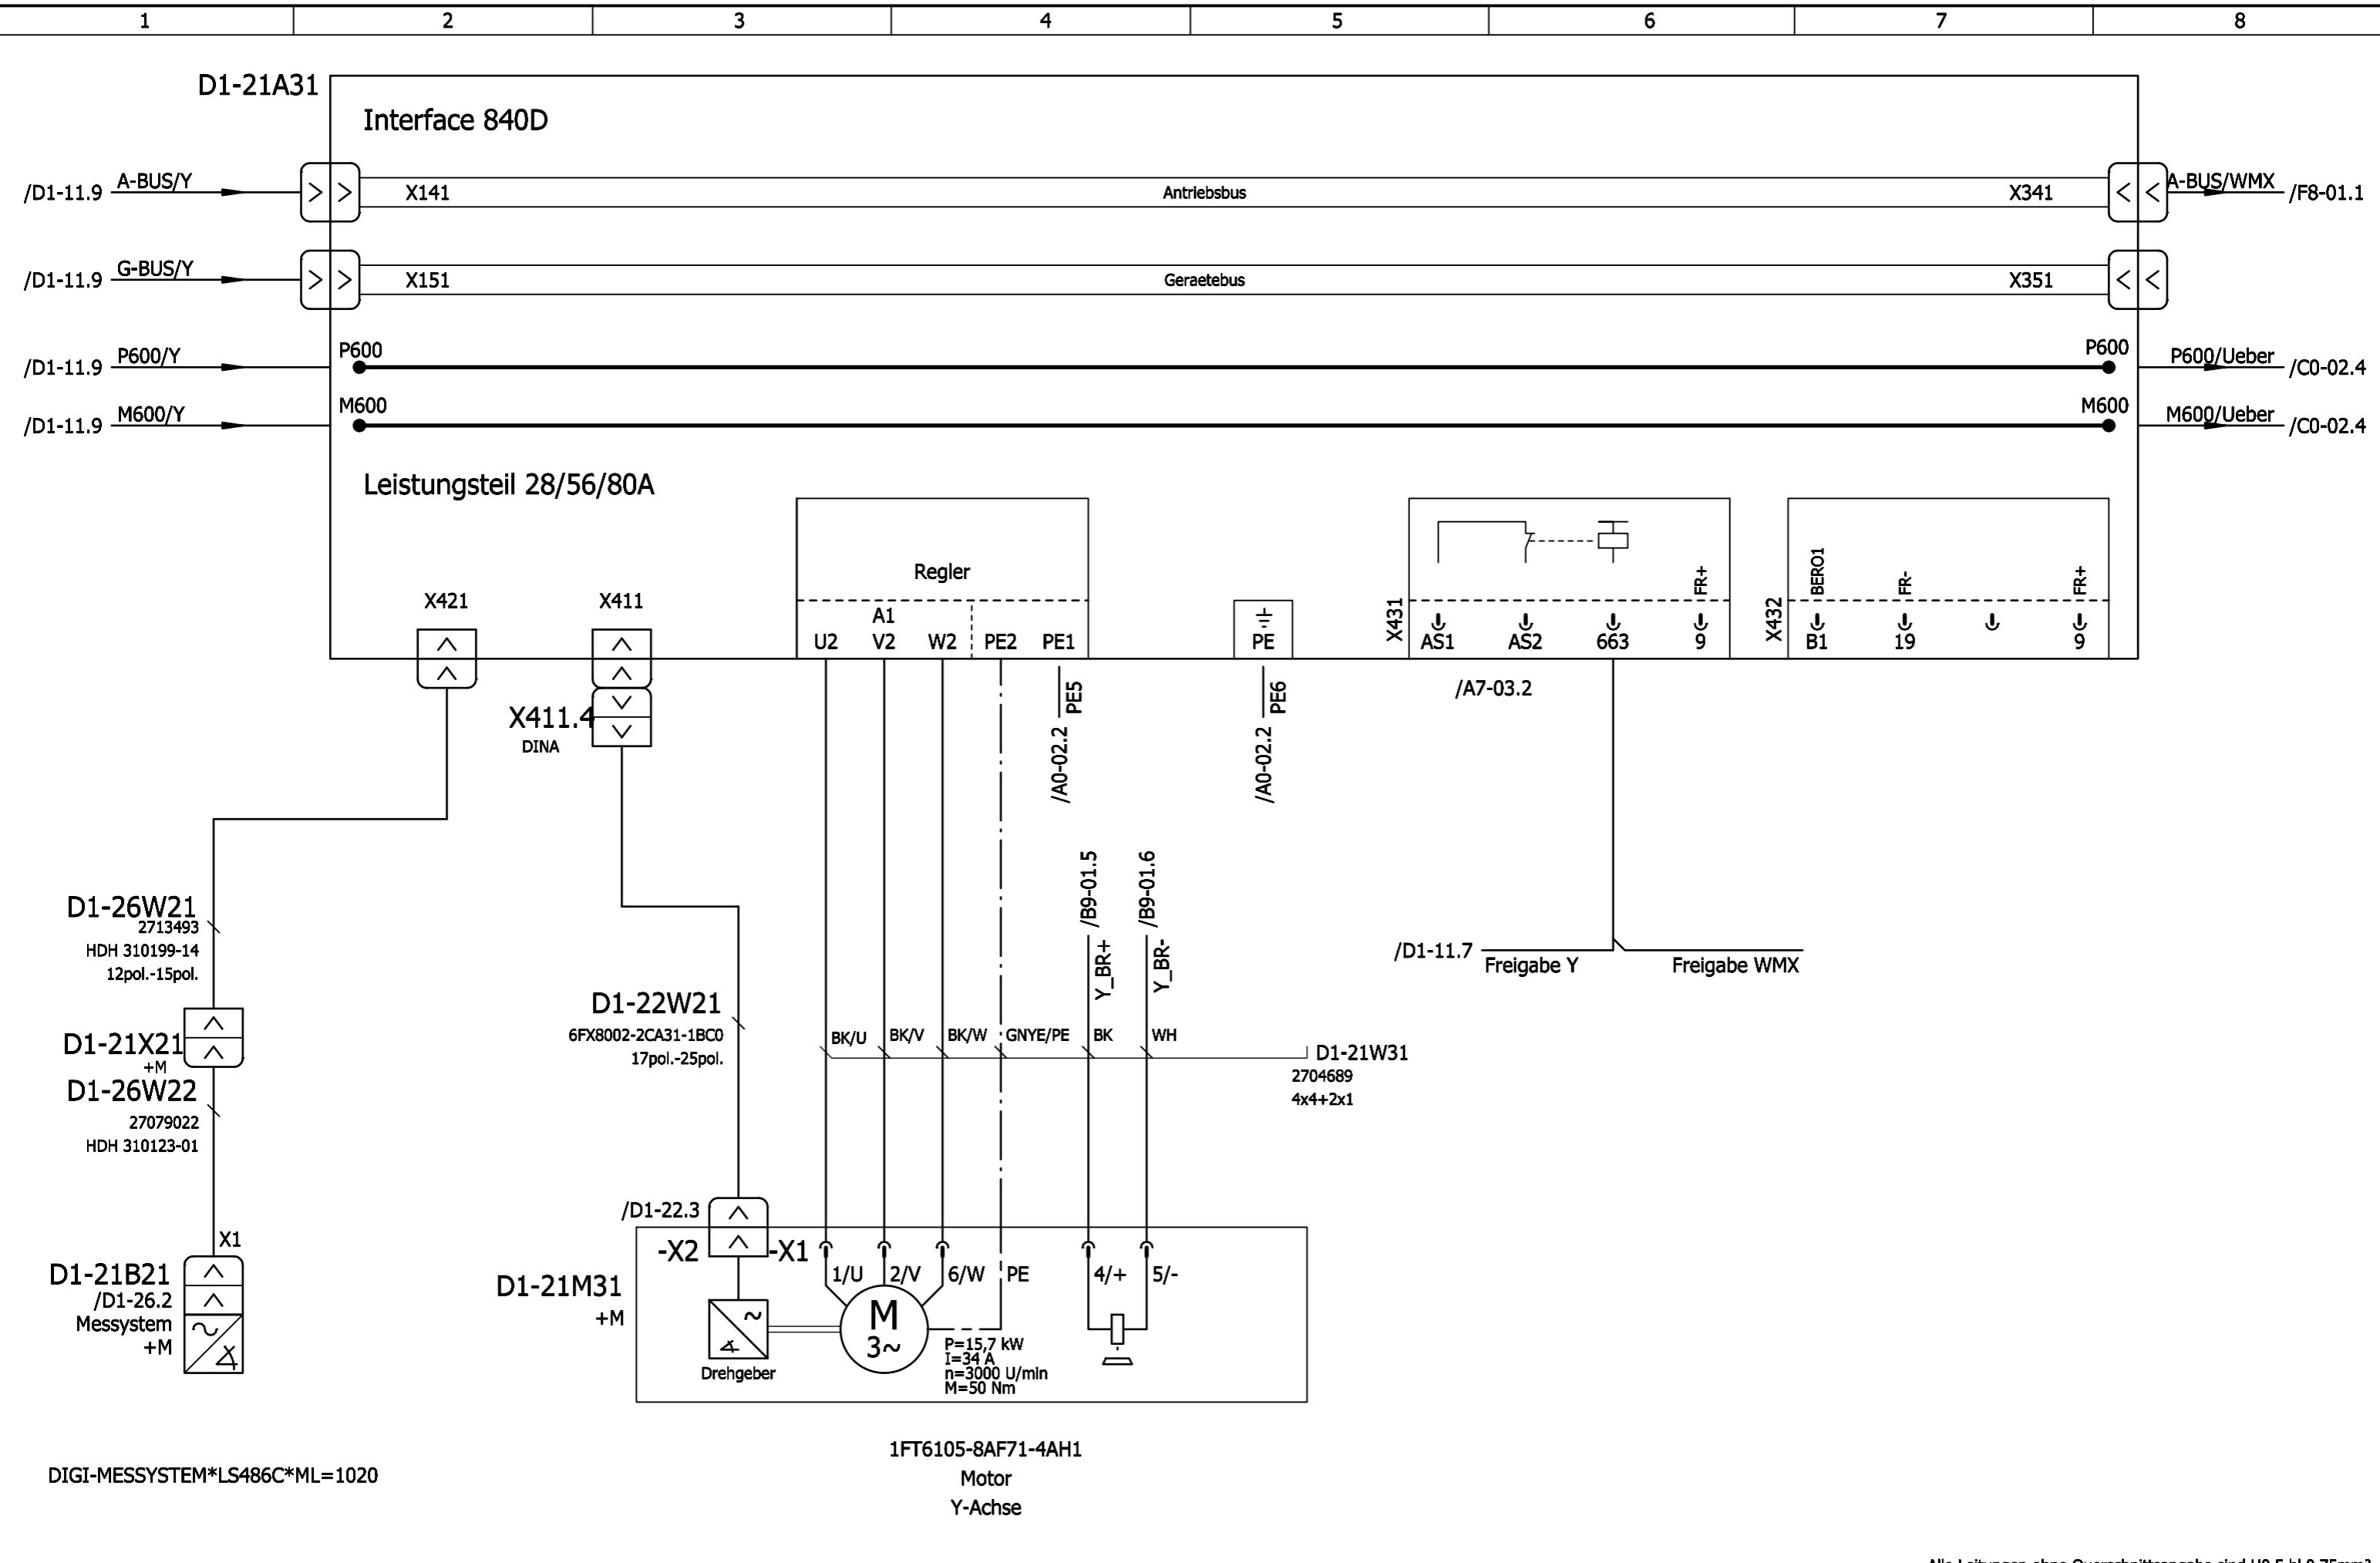 1 2 3 4 5 6 7 8
D1-21A31
Interface 840D
/D1-11.9 A-BUS/Y X141 Antriebsbus X341 A-BUS/WMX /F8-01.1
/D1-11.9 G-BUS/Y X151 Geraetebus X351
/D1-11.9 P600/Y P600 P600 P600/Ueber /C0-02.4
/D1-11.9 M600/Y M600 M600 M600/Ueber /C0-02.4
Leistungsteil 28/56/80A
X421 X411
Regler
A1
U2 V2 W2 PE2 PE1
PE
X431
FR+
AS1 AS2 663 9
X432
BERO1 FR- FR+
B1 19 9
X411.4
DINA
/A0-02.2 PE5
/A0-02.2 PE6
/A7-03.2
/B9-01.5 Y_BR+
/B9-01.6 Y_BR-
/D1-11.7 Freigabe Y Freigabe WMX
D1-26W21
2713493
HDH 310199-14
12pol.-15pol.
D1-21X21
+M
D1-26W22
27079022
HDH 310123-01
D1-22W21
6FX8002-2CA31-1BC0
17pol.-25pol.
BK/U BK/V BK/W GNYE/PE BK WH
D1-21W31
2704689
4x4+2x1
X1
D1-21B21
/D1-26.2
Messystem
+M
/D1-22.3
-X2 -X1
D1-21M31
+M
1/U 2/V 6/W PE 4/+ 5/-
M
3~
Drehgeber
P=15,7 kW
I=34 A
n=3000 U/min
M=50 Nm
1FT6105-8AF71-4AH1
Motor
Y-Achse
DIGI-MESSYSTEM*LS486C*ML=1020